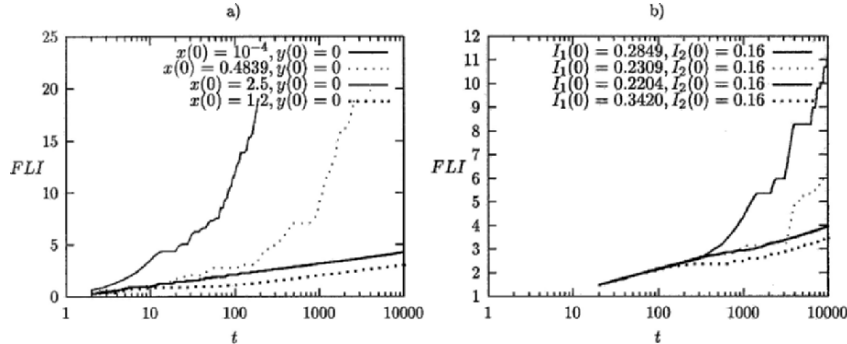 a)
25
20
15
10
5
0
FLI
x(0) = 10^-4, y(0) = 0
x(0) = 0.4839, y(0) = 0
x(0) = 2.5, y(0) = 0
x(0) = 1.2, y(0) = 0
1 10 100 1000 10000
t
b)
12
11
10
9
8
7
6
5
4
3
2
1
FLI
I1(0) = 0.2849, I2(0) = 0.16
I1(0) = 0.2309, I2(0) = 0.16
I1(0) = 0.2204, I2(0) = 0.16
I1(0) = 0.3420, I2(0) = 0.16
1 10 100 1000 10000
t